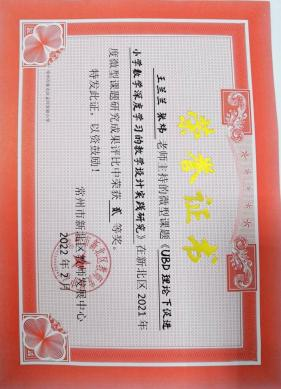 荣誉证书
王兰兰 张炜 老师主持的微型课题《UBD理论下促进
小学数学深度学习的教学设计实践研究》在新北区2021年
度微型课题研究成果评比中荣获 贰 等奖。
特发此证，以资鼓励！
常州市新北区教师发展中心
2022年2月